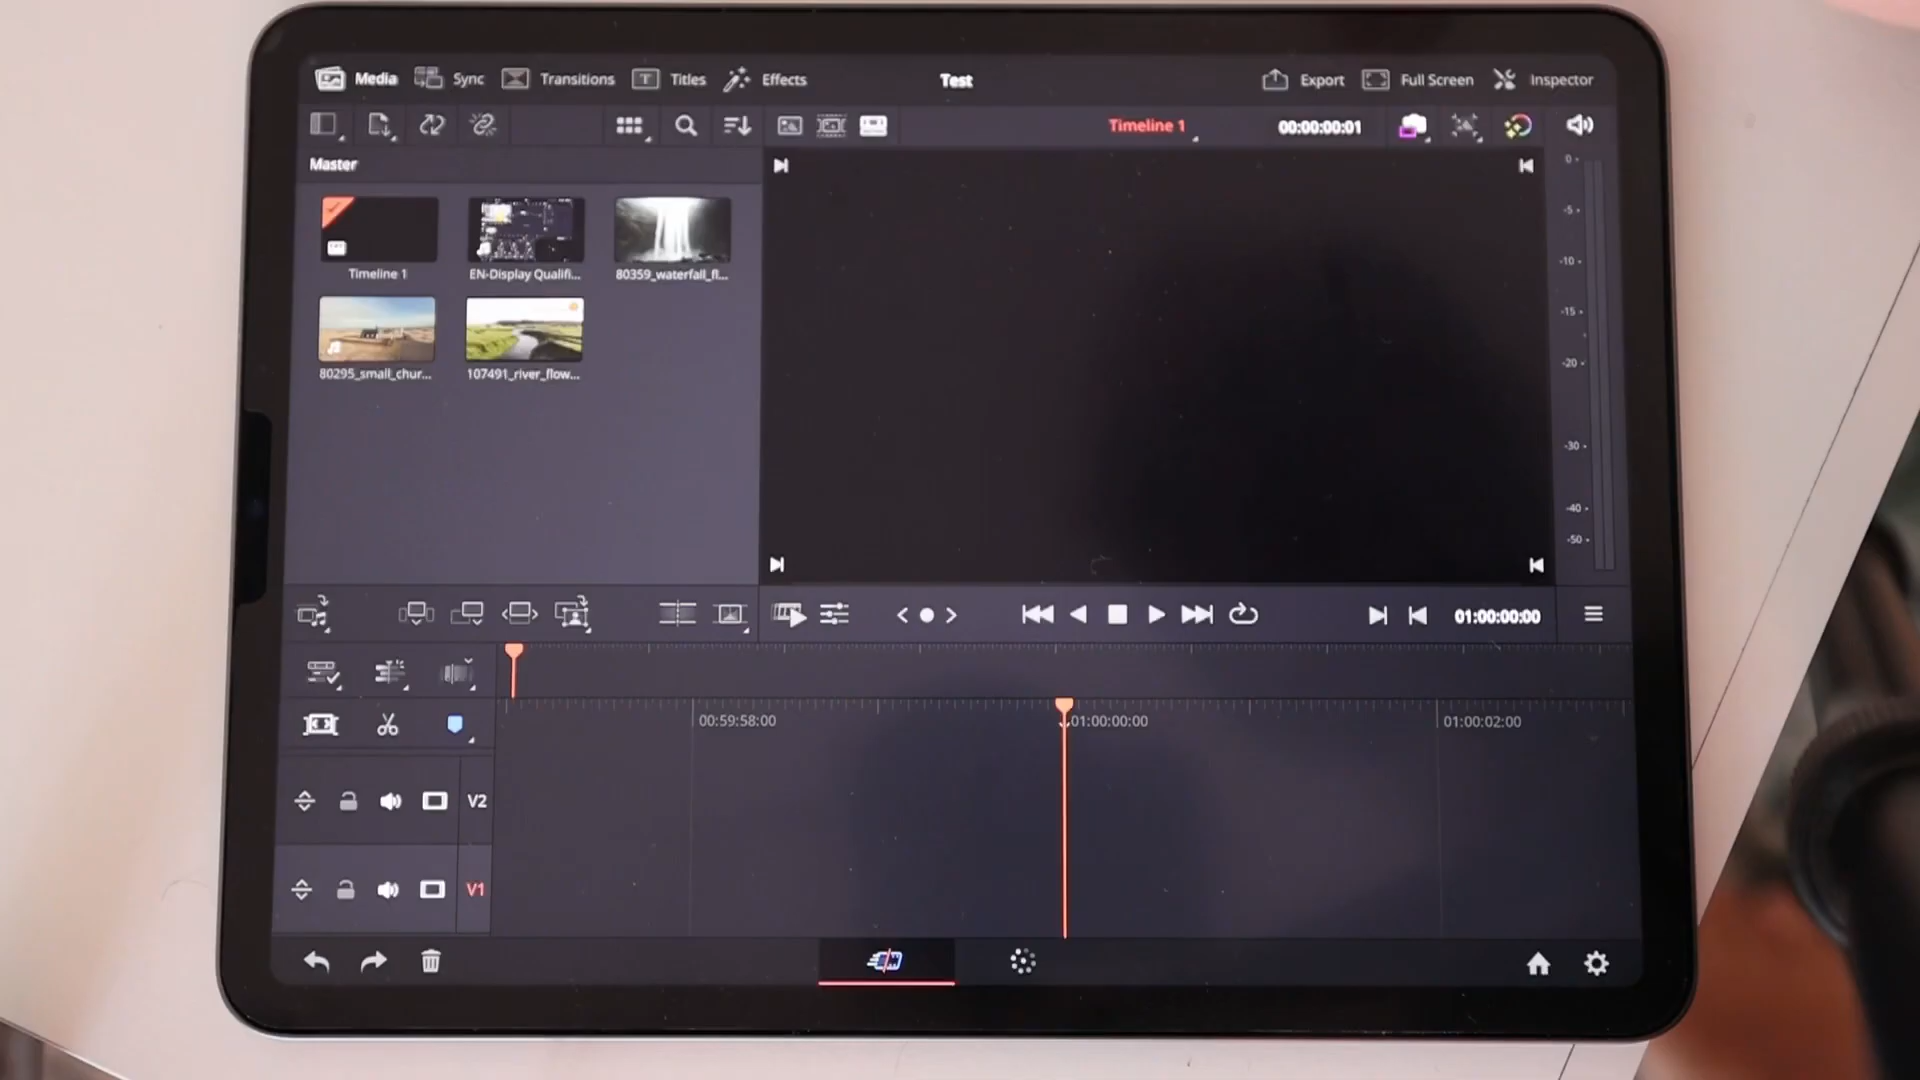 Media Sync Transitions Titles Effects Test Export Full Screen Inspector
Timeline 1 00:00:00:01
Master
0
-5
-10
-15
-20
-30
-40
-50
Timeline 1 EN-Display Qualifi... 80359_waterfall_fl...
80295_small_chur... 107491_river_flow...
01:00:00:00
00:59:58:00 01:00:00:00 01:00:02:00
V2
V1